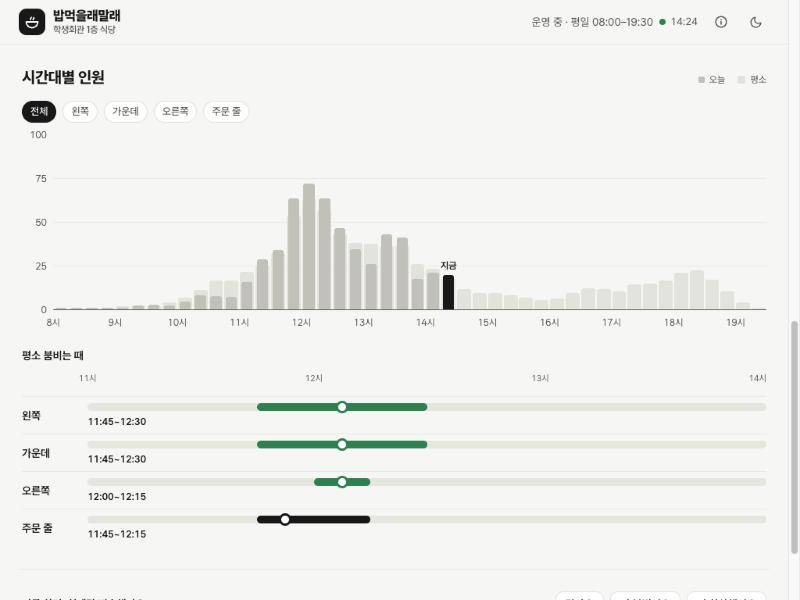 밥먹을래말래
학생회관 1층 식당
운영 중 · 평일 08:00–19:30 ● 14:24
시간대별 인원
오늘 평소
전체 왼쪽 가운데 오른쪽 주문 줄
100
75
50
25
0
지금
8시 9시 10시 11시 12시 13시 14시 15시 16시 17시 18시 19시
평소 붐비는 때
11시 12시 13시 14시
왼쪽
11:45~12:30
가운데
11:45~12:30
오른쪽
12:00~12:15
주문 줄
11:45~12:15